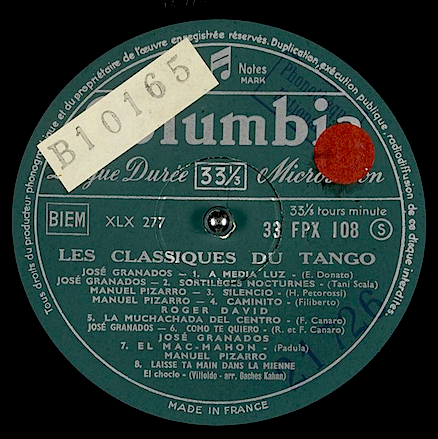 Tous droits du producteur phonographique et du propriétaire de l'œuvre enregistrée réservés. Duplication, exécution publique, radiodiffusion de ce disque interdites.
Notes
MARK
B10165
Columbia
Longue Durée 33⅓ Microsillon
BIEM XLX 277
33⅓ tours minute
33 FPX 108 S
LES CLASSIQUES DU TANGO
JOSÉ GRANADOS - 1. A MEDIA LUZ - (E. Donato)
JOSÉ GRANADOS - 2. SORTILÈGES NOCTURNES - (Tani Scala)
MANUEL PIZARRO - 3. SILENCIO - (H. Petorossi)
MANUEL PIZARRO - 4. CAMINITO - (Filiberto)
ROGER DAVID
5. LA MUCHACHADA DEL CENTRO - (F. Canaro)
JOSÉ GRANADOS - 6. COMO TE QUIERO - (R. et F. Canaro)
JOSÉ GRANADOS
7. EL MAC-MAHON - (Padula)
MANUEL PIZARRO
8. LAISSE TA MAIN DANS LA MIENNE
El choclo - (Villoldo - arr. Daches Kahan)
MADE IN FRANCE